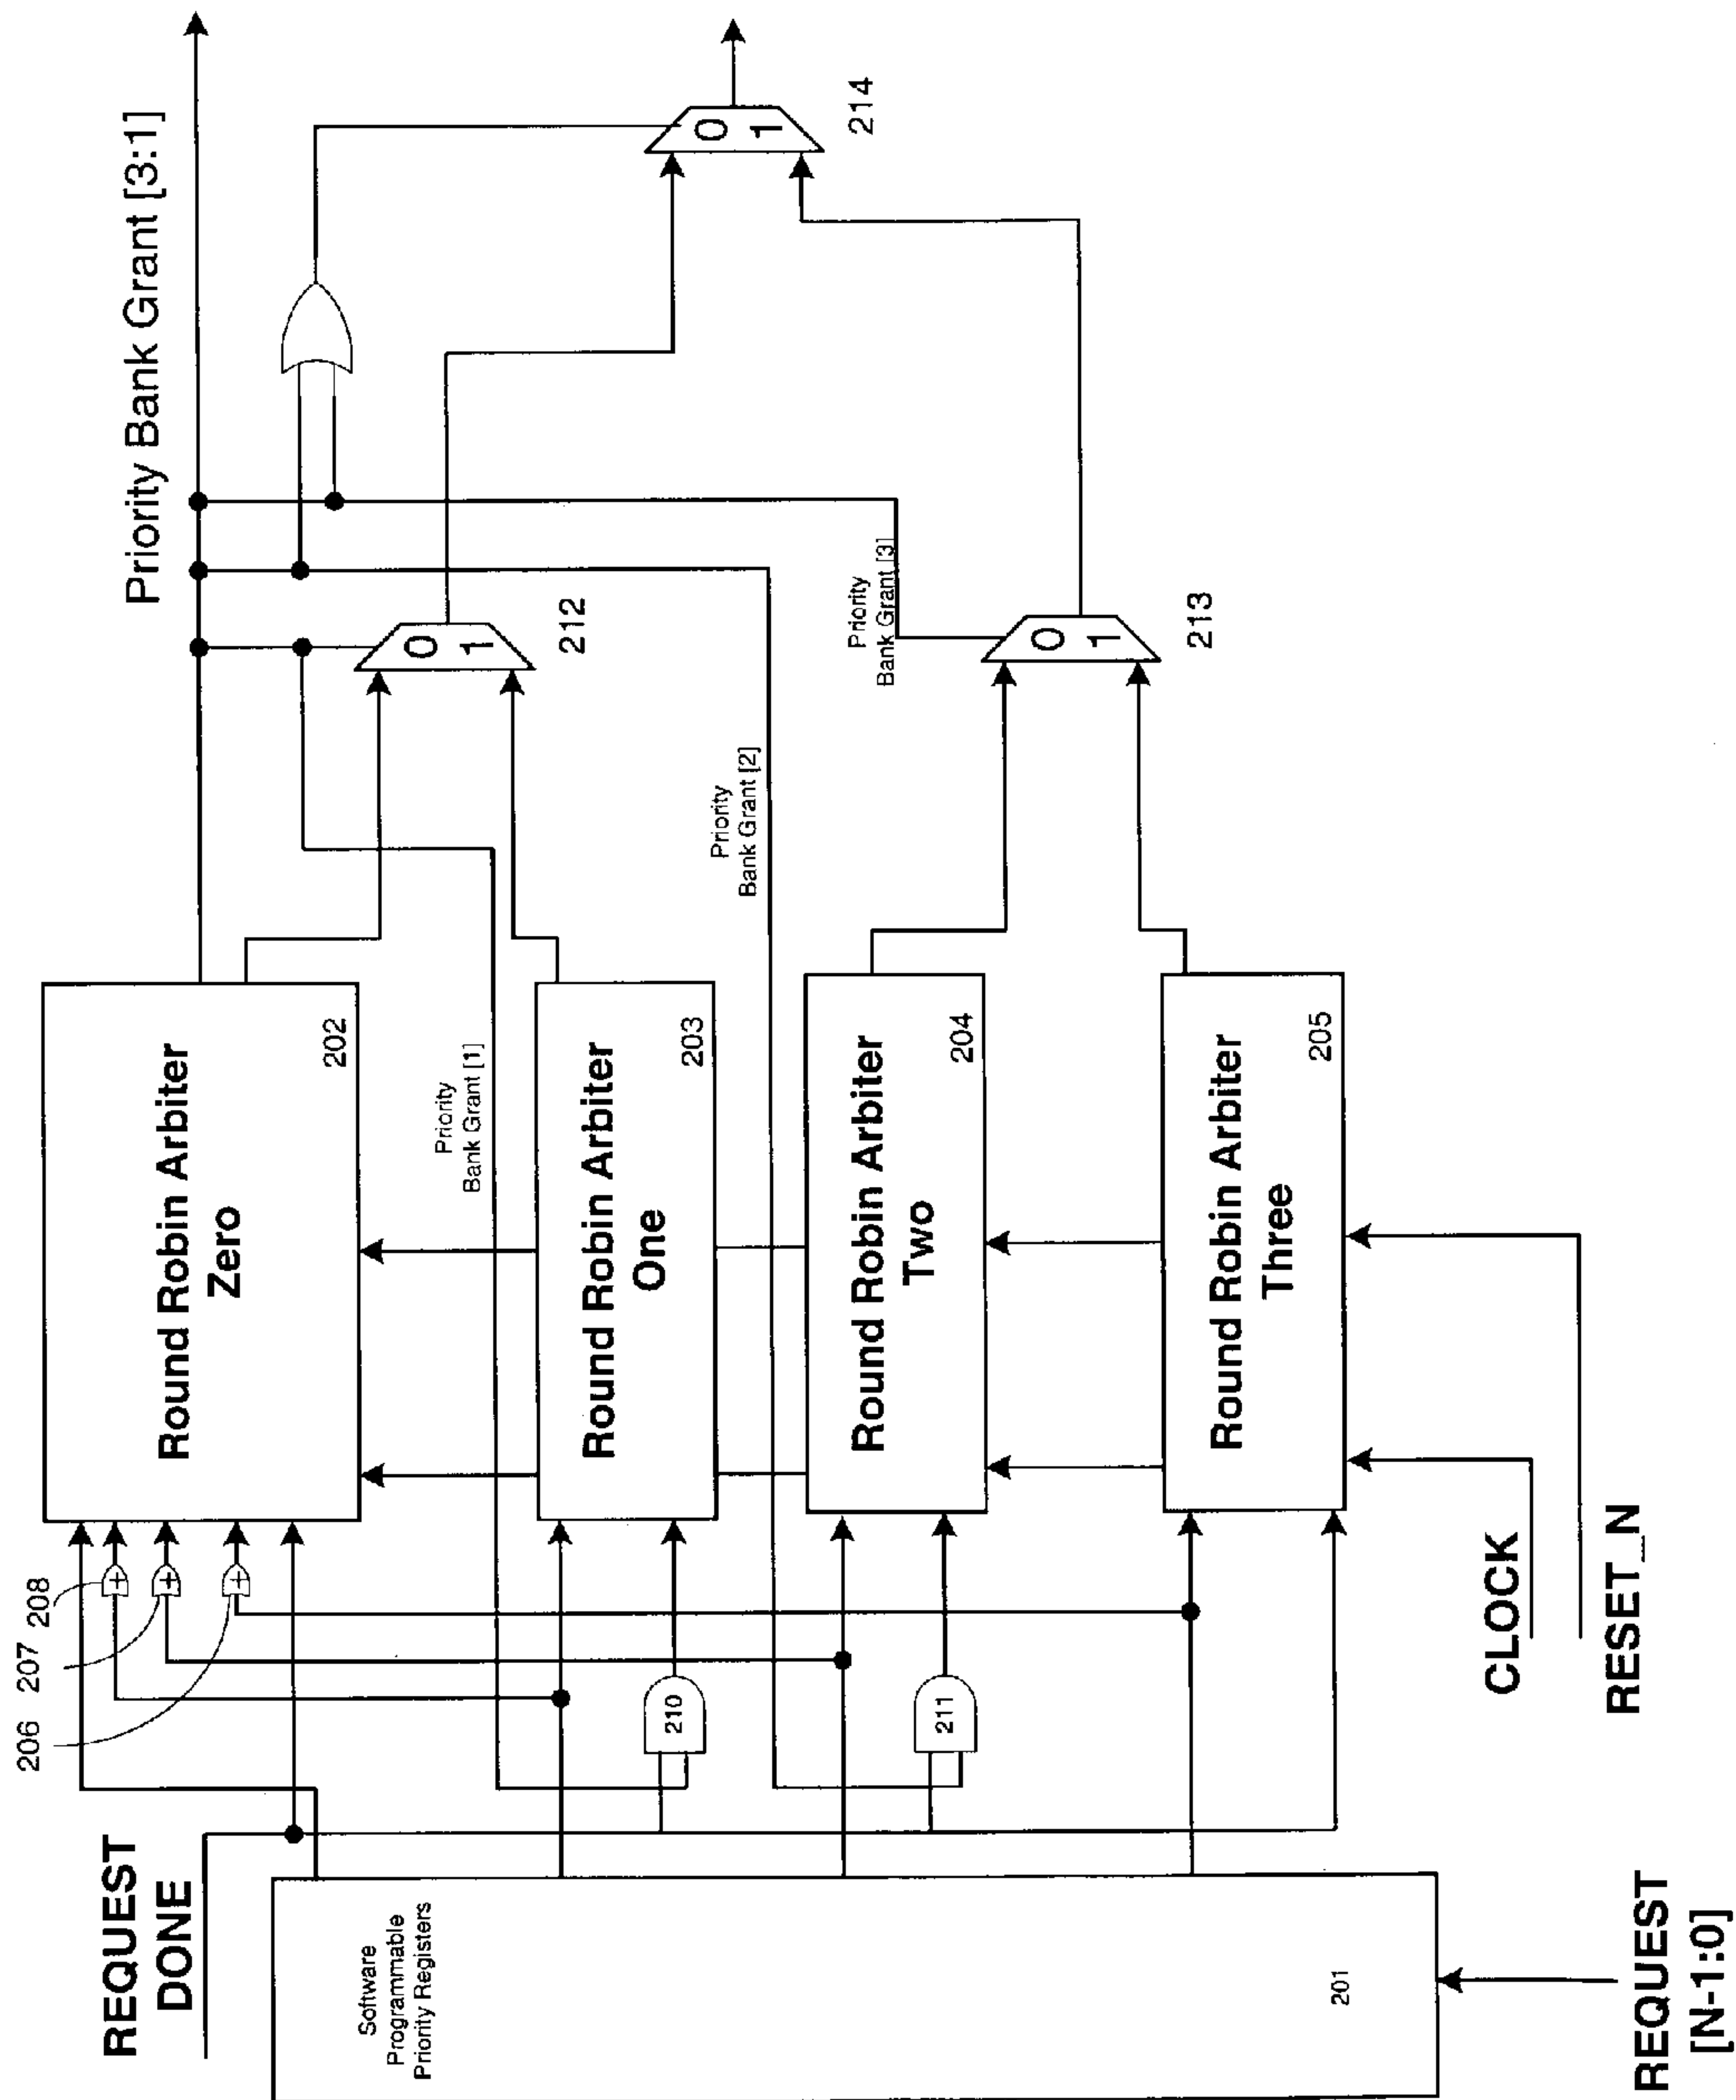 Priority Bank Grant [3:1]
0
1
214
Priority
Bank Grant [3]
0
1
212
0
1
213
Priority
Bank Grant [2]
Priority
Bank Grant [1]
Round Robin Arbiter
Zero
202
Round Robin Arbiter
One
203
Round Robin Arbiter
Two
204
Round Robin Arbiter
Three
205
208
207
206
+
+
+
210
211
CLOCK
RESET_N
REQUEST
DONE
Software
Programmable
Priority Registers
201
REQUEST
[N-1:0]